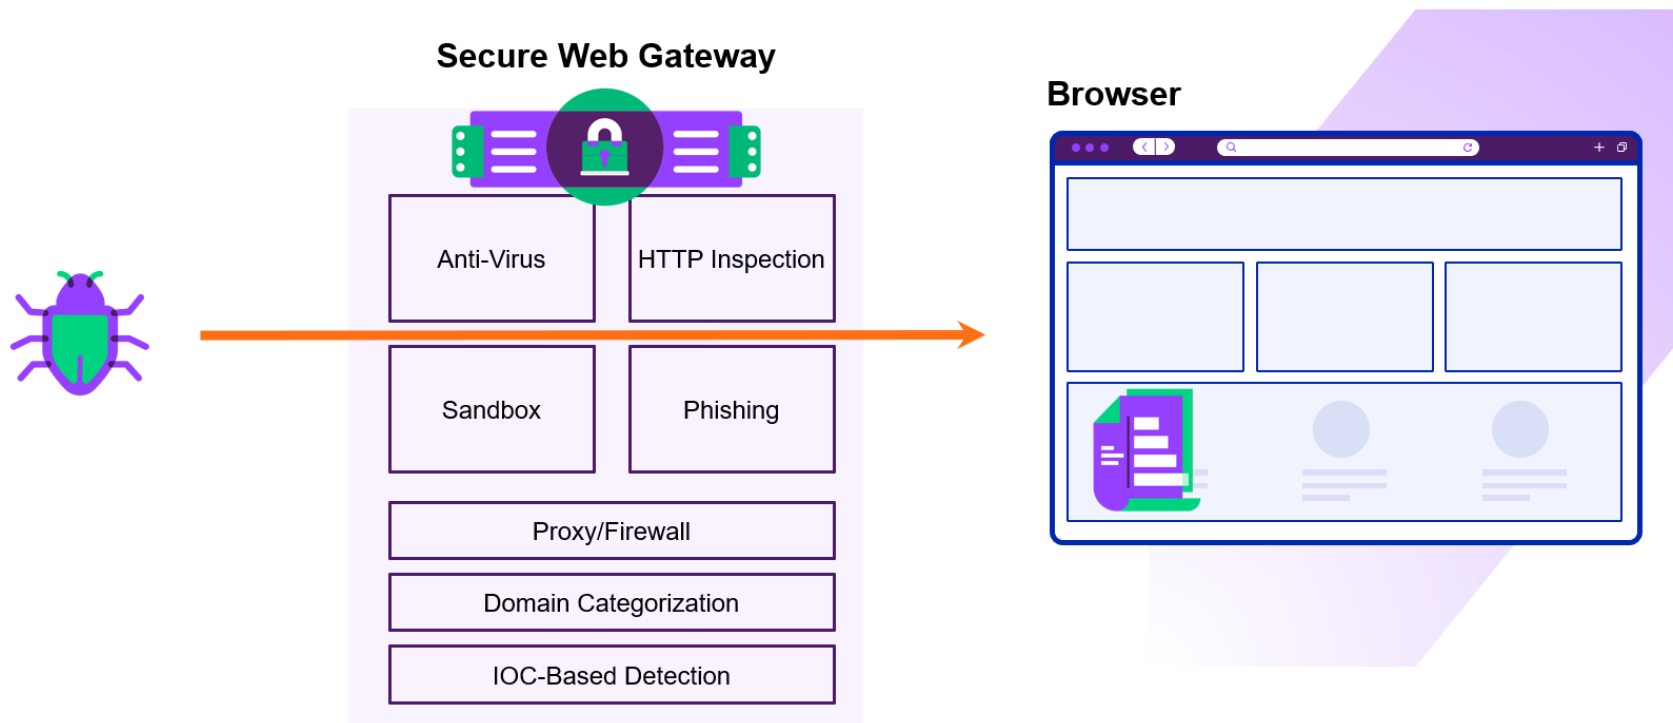 Secure Web Gateway
Browser
Anti-Virus
HTTP Inspection
Sandbox
Phishing
Proxy/Firewall
Domain Categorization
IOC-Based Detection